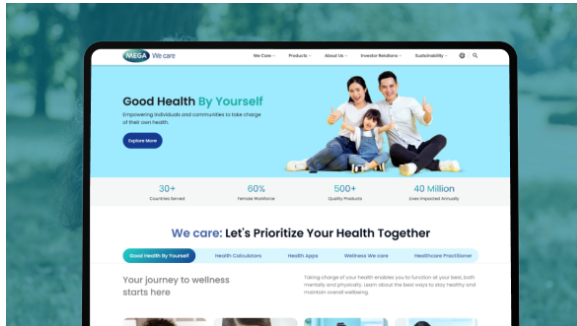 MEGA We care
We Care
Products
About Us
Investor Relations
Sustainability
Good Health By Yourself
Empowering individuals and communities to take charge
of their own health.
Explore More
30+
Countries Served
60%
Female Workforce
500+
Quality Products
40 Million
Lives Impacted Annually
We care: Let's Prioritize Your Health Together
Good Health By Yourself
Health Calculators
Health Apps
Wellness We care
Healthcare Practitioner
Your journey to wellness
starts here
Taking charge of your health enables you to function at your best, both
mentally and physically. Learn about the best ways to stay healthy and
maintain overall wellbeing.